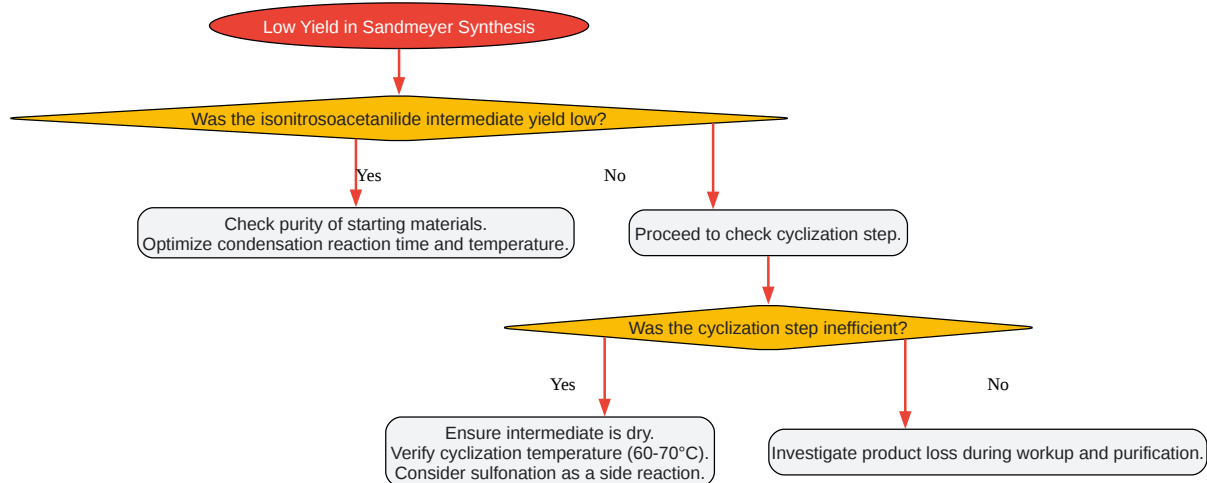 Low Yield in Sandmeyer Synthesis
Was the isonitrosoacetanilide intermediate yield low?
Yes
No
Check purity of starting materials.
Optimize condensation reaction time and temperature.
Proceed to check cyclization step.
Was the cyclization step inefficient?
Yes
No
Ensure intermediate is dry.
Verify cyclization temperature (60-70°C).
Consider sulfonation as a side reaction.
Investigate product loss during workup and purification.